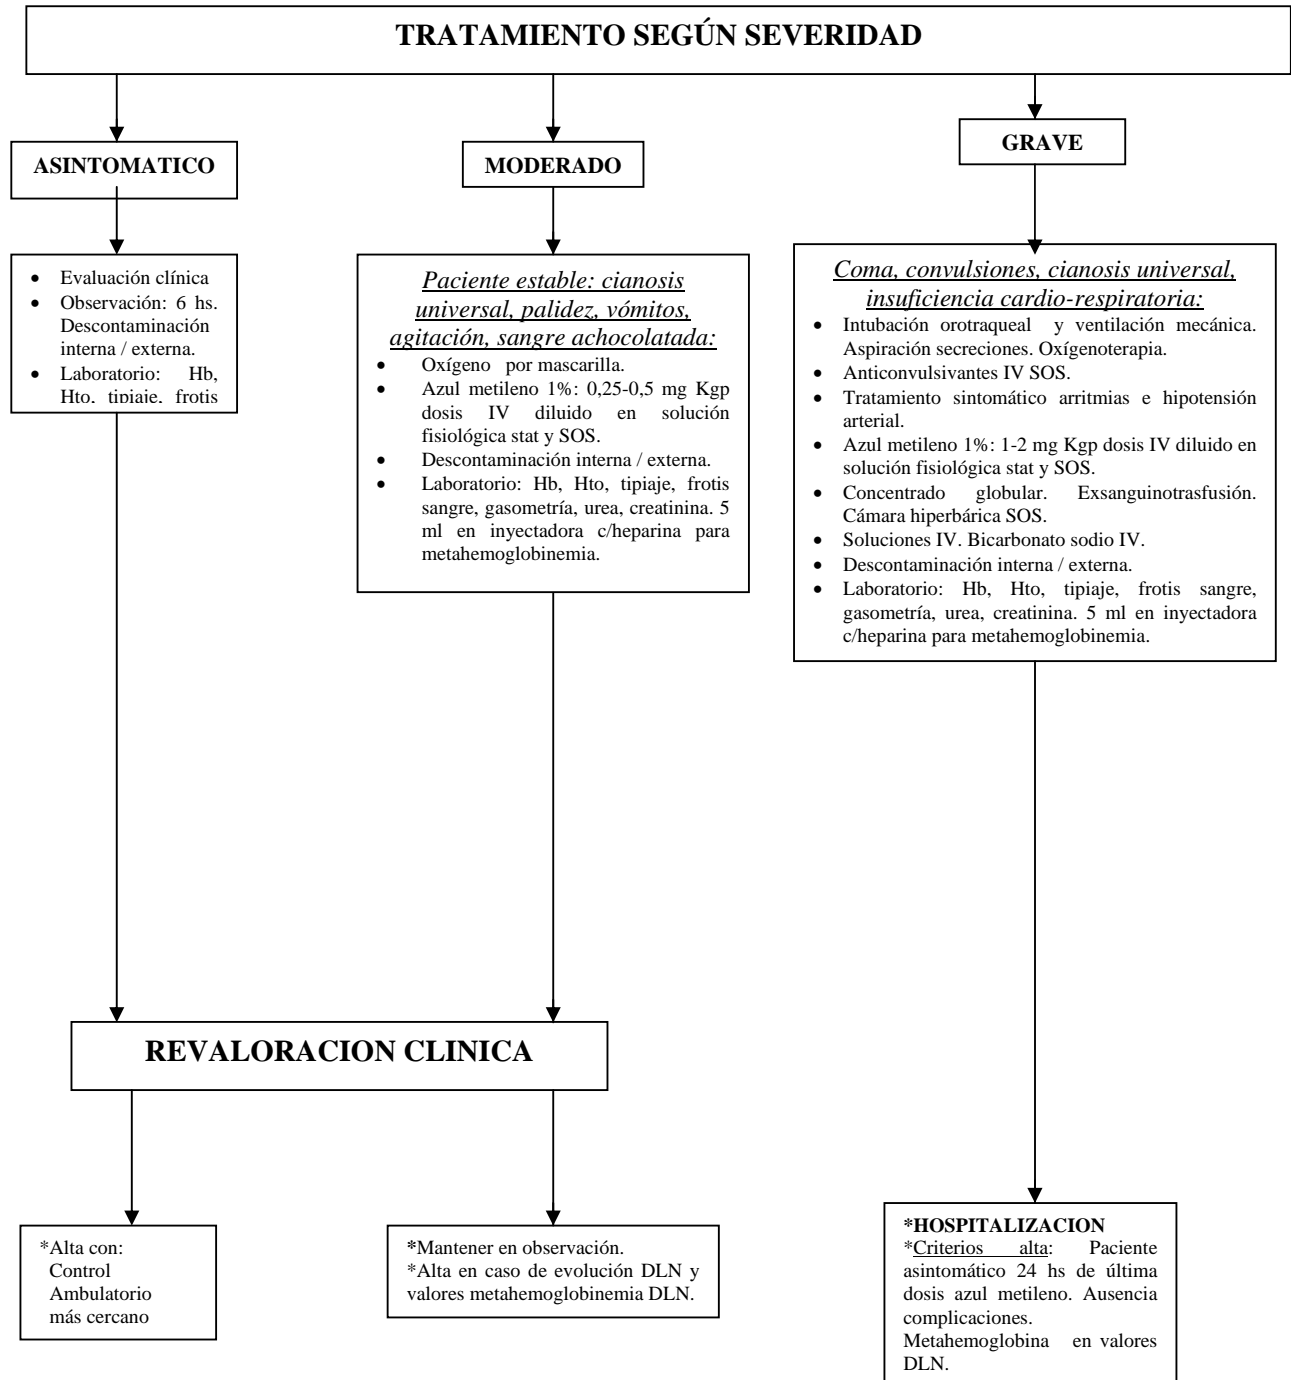 TRATAMIENTO SEGÚN SEVERIDAD
ASINTOMATICO
MODERADO
GRAVE
• Evaluación clínica
• Observación: 6 hs.
Descontaminación
interna / externa.
• Laboratorio: Hb,
Hto, tipiaje, frotis
Paciente estable: cianosis
universal, palidez, vómitos,
agitación, sangre achocolatada:
• Oxígeno por mascarilla.
• Azul metileno 1%: 0,25-0,5 mg Kgp
dosis IV diluido en solución
fisiológica stat y SOS.
• Descontaminación interna / externa.
• Laboratorio: Hb, Hto, tipiaje, frotis
sangre, gasometría, urea, creatinina. 5
ml en inyectadora c/heparina para
metahemoglobinemia.
Coma, convulsiones, cianosis universal,
insuficiencia cardio-respiratoria:
• Intubación orotraqueal y ventilación mecánica.
Aspiración secreciones. Oxígenoterapia.
• Anticonvulsivantes IV SOS.
• Tratamiento sintomático arritmias e hipotensión
arterial.
• Azul metileno 1%: 1-2 mg Kgp dosis IV diluido en
solución fisiológica stat y SOS.
• Concentrado globular. Exsanguinotrasfusión.
Cámara hiperbárica SOS.
• Soluciones IV. Bicarbonato sodio IV.
• Descontaminación interna / externa.
• Laboratorio: Hb, Hto, tipiaje, frotis sangre,
gasometría, urea, creatinina. 5 ml en inyectadora
c/heparina para metahemoglobinemia.
REVALORACION CLINICA
*Alta con:
Control
Ambulatorio
más cercano
*Mantener en observación.
*Alta en caso de evolución DLN y
valores metahemoglobinemia DLN.
*HOSPITALIZACION
*Criterios alta: Paciente
asintomático 24 hs de última
dosis azul metileno. Ausencia
complicaciones.
Metahemoglobina en valores
DLN.